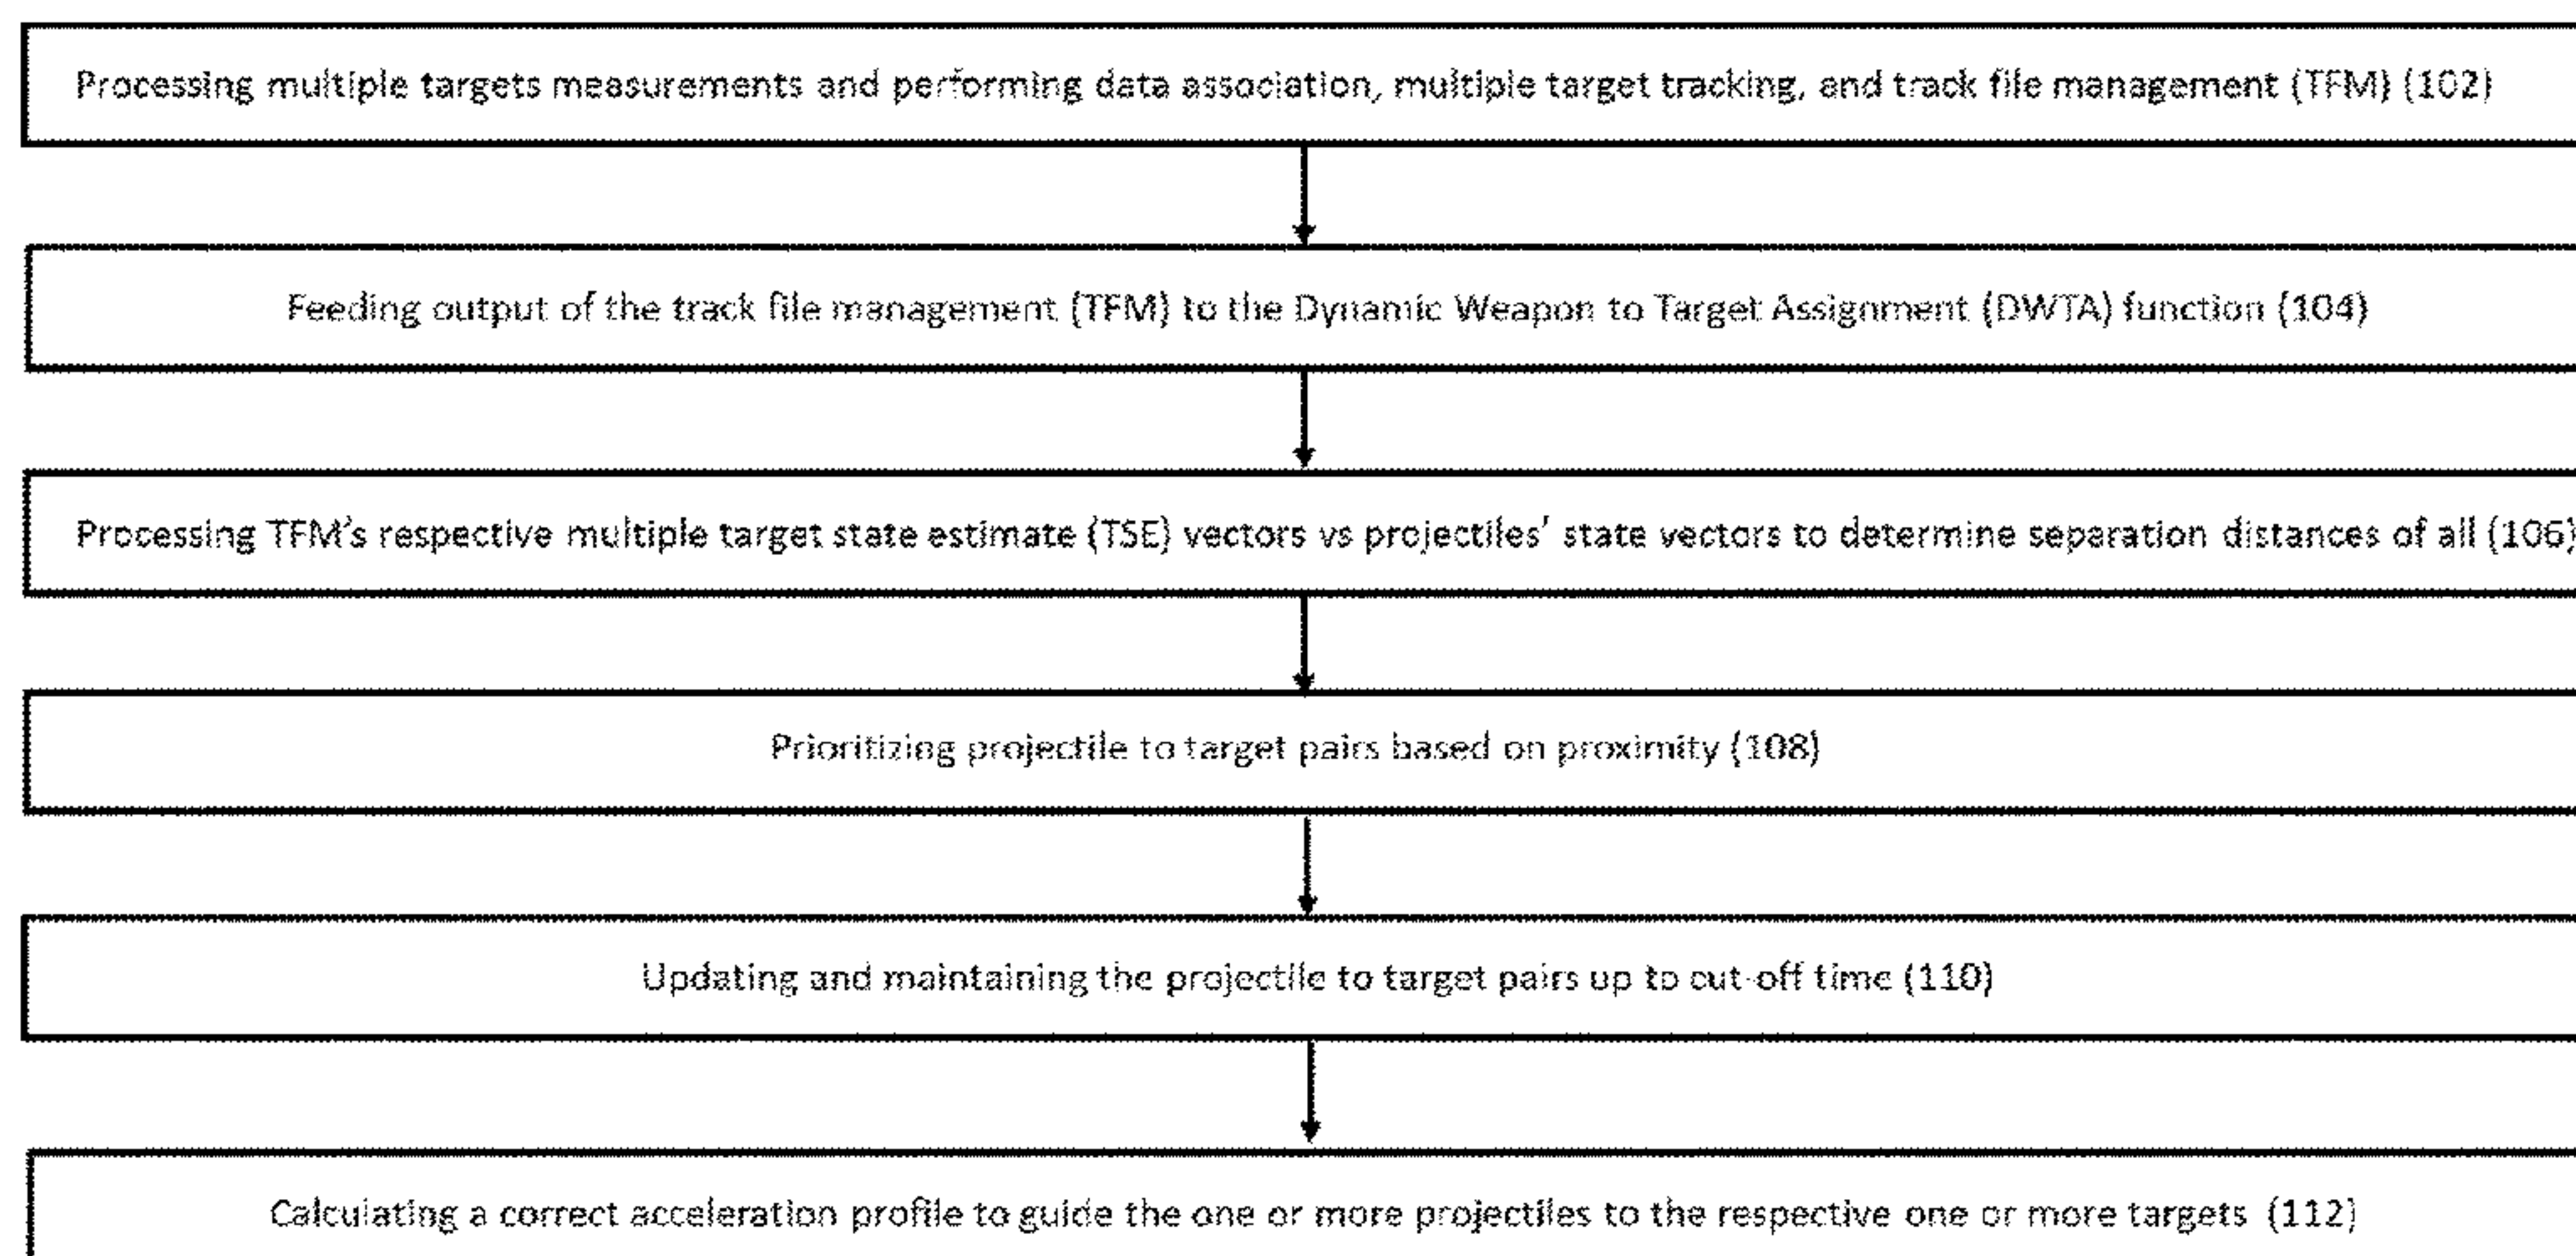 Processing multiple targets measurements and performing data association, multiple target tracking, and track file management (TFM) (102)
Feeding output of the track file management (TFM) to the Dynamic Weapon to Target Assignment (DWTA) function (104)
Processing TFM's respective multiple target state estimate (TSE) vectors vs projectiles' state vectors to determine separation distances of all (106)
Prioritizing projectile to target pairs based on proximity (108)
Updating and maintaining the projectile to target pairs up to cut-off time (110)
Calculating a correct acceleration profile to guide the one or more projectiles to the respective one or more targets (112)